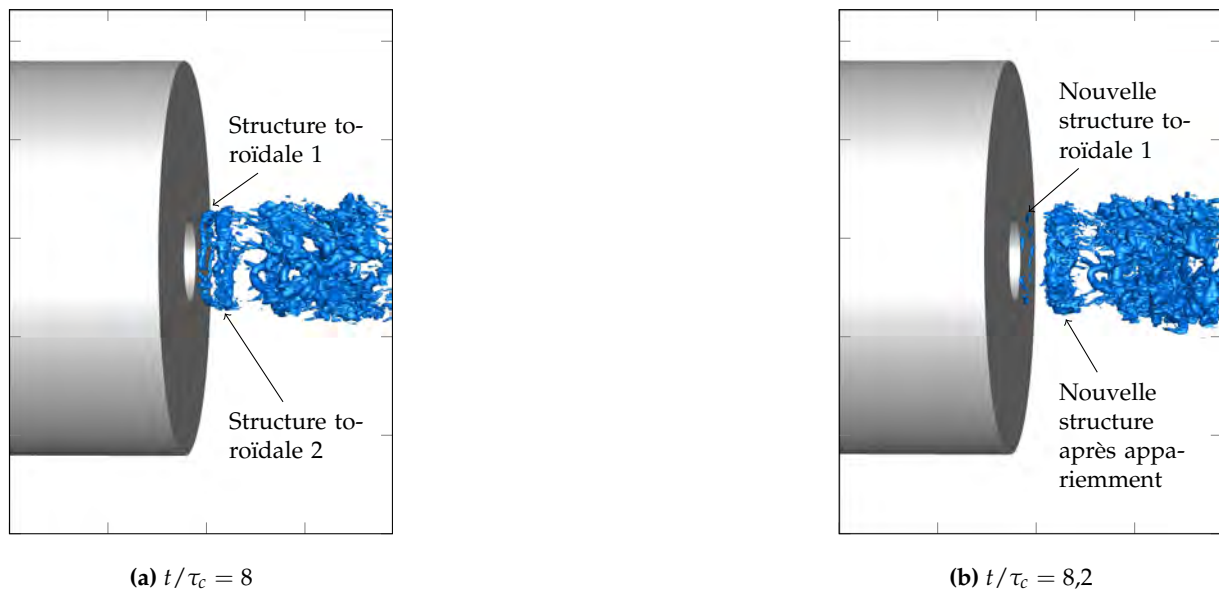 Structure to-
roïdale 1
Structure to-
roïdale 2
(a) t/τc = 8
Nouvelle
structure to-
roïdale 1
Nouvelle
structure
après appa-
riemment
(b) t/τc = 8,2